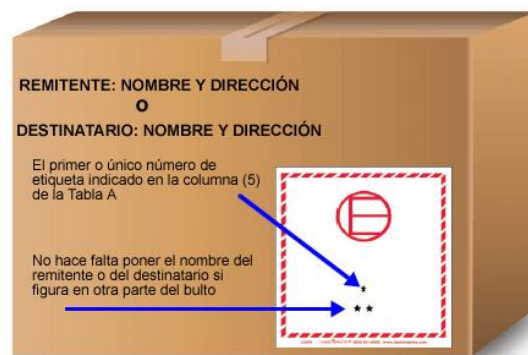 REMITENTE: NOMBRE Y DIRECCIÓN
O
DESTINATARIO: NOMBRE Y DIRECCIÓN
El primer o único número de
etiqueta indicado en la columna (5)
de la Tabla A
E
*
No hace falta poner el nombre del
remitente o del destinatario si
figura en otra parte del bulto
* *